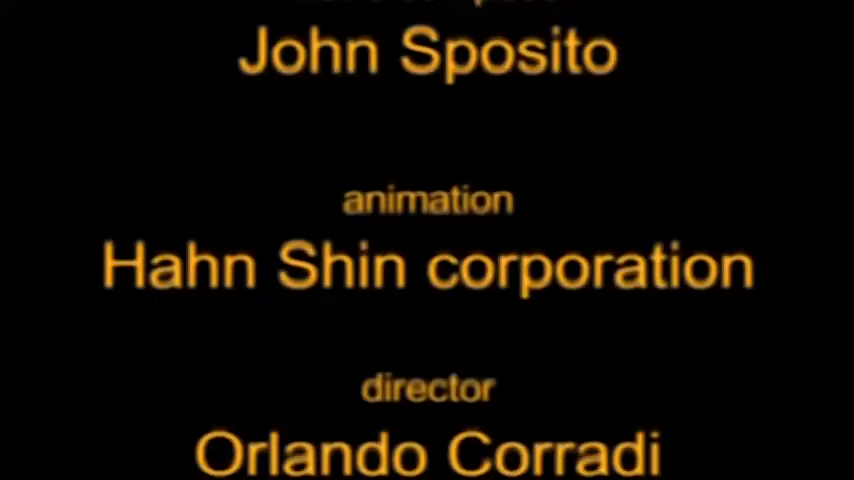 John Sposito
animation
Hahn Shin corporation
director
Orlando Corradi